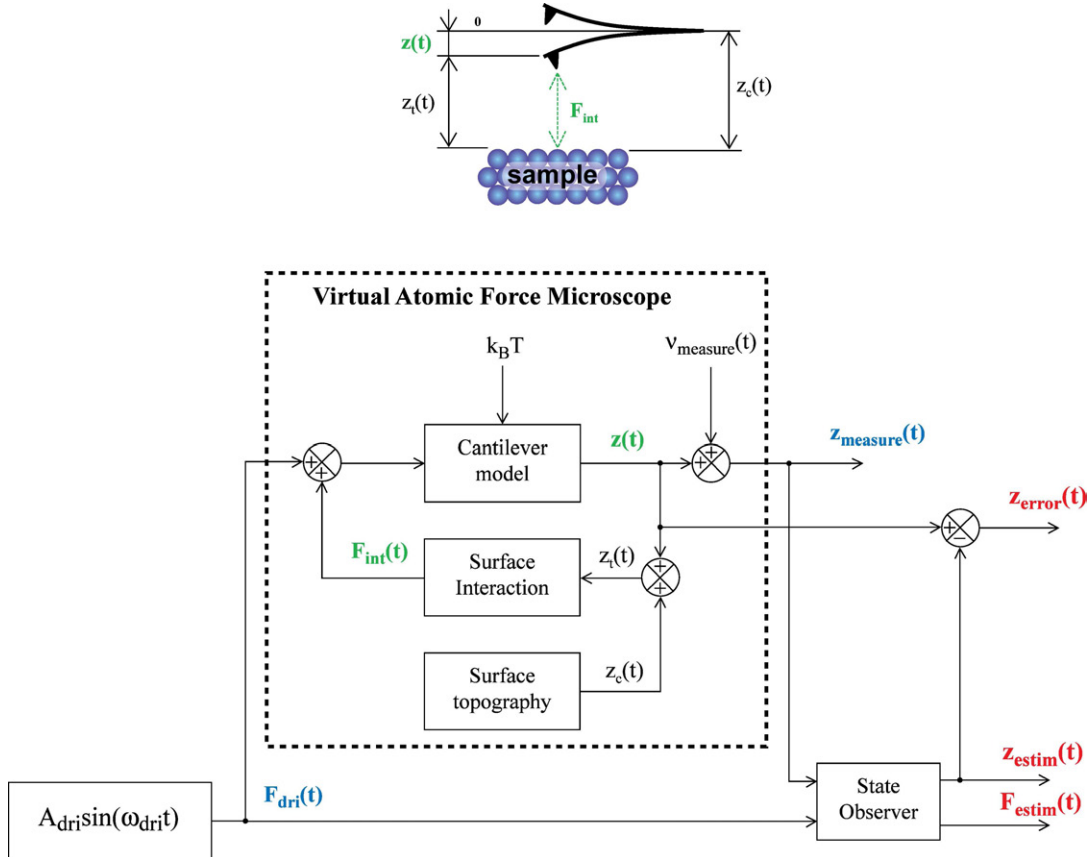 0
z(t)
z_t(t)
F_int
z_c(t)
sample
Virtual Atomic Force Microscope
k_BT
ν_measure(t)
z(t)
z_measure(t)
Cantilever
model
+
+
+
+
z_error(t)
+
−
F_int(t)
Surface
Interaction
z_t(t)
+
+
Surface
topography
z_c(t)
A_dri sin(ω_dri t)
F_dri(t)
State
Observer
z_estim(t)
F_estim(t)